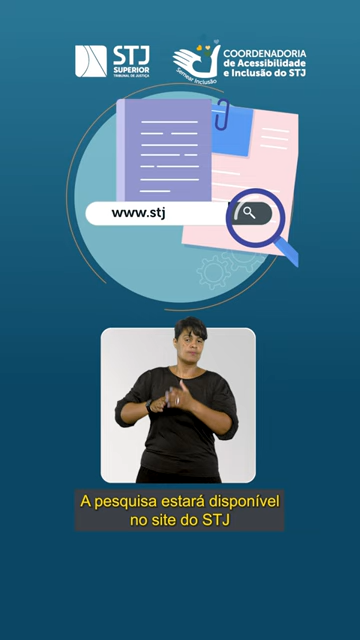 STJ
SUPERIOR
TRIBUNAL DE JUSTIÇA
Semear Inclusão
COORDENADORIA
de Acessibilidade
e Inclusão do STJ
www.stj
A pesquisa estará disponível
no site do STJ